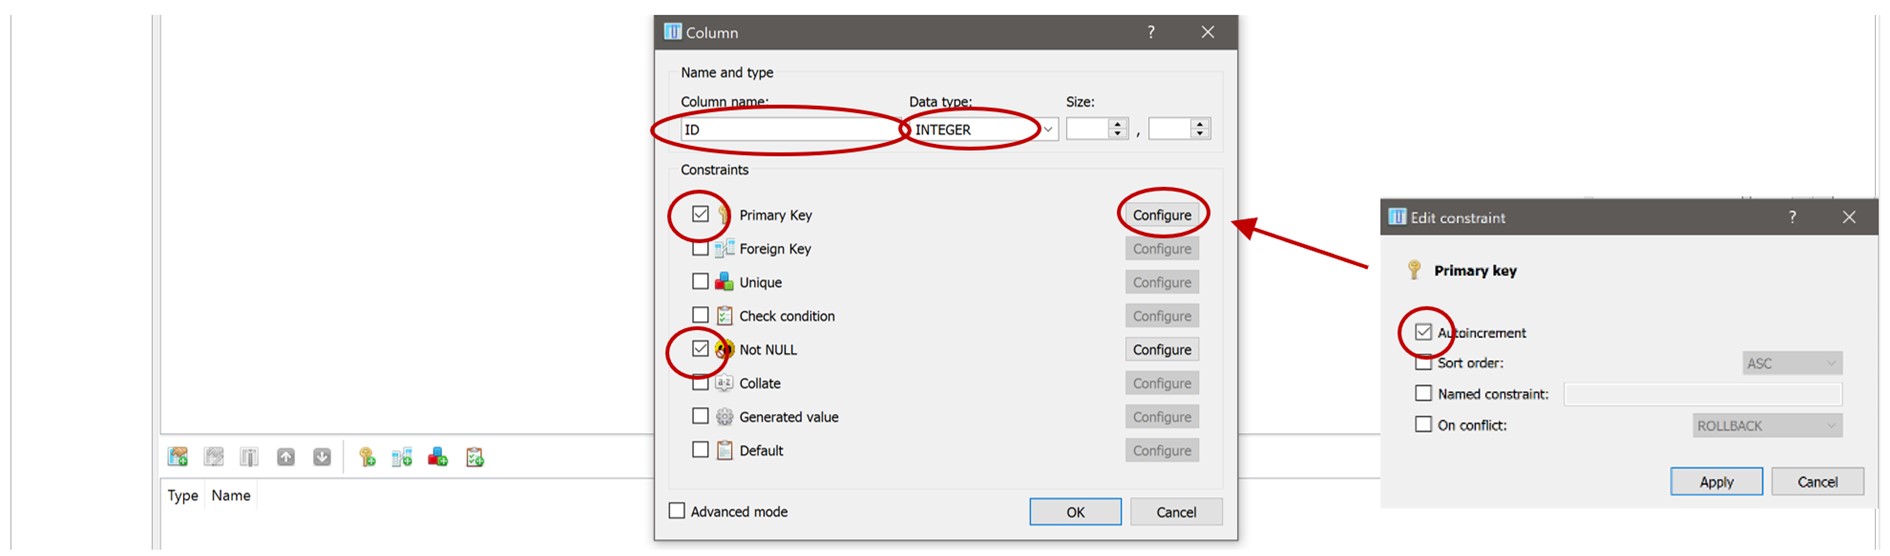 Column
?
Name and type
Column name:
Data type:
Size:
ID
INTEGER
,
Constraints
Primary Key
Configure
Foreign Key
Configure
Unique
Configure
Check condition
Configure
Not NULL
Configure
Collate
Configure
Generated value
Configure
Default
Configure
Advanced mode
OK
Cancel
Type
Name
Edit constraint
?
Primary key
Autoincrement
Sort order:
ASC
Named constraint:
On conflict:
ROLLBACK
Apply
Cancel